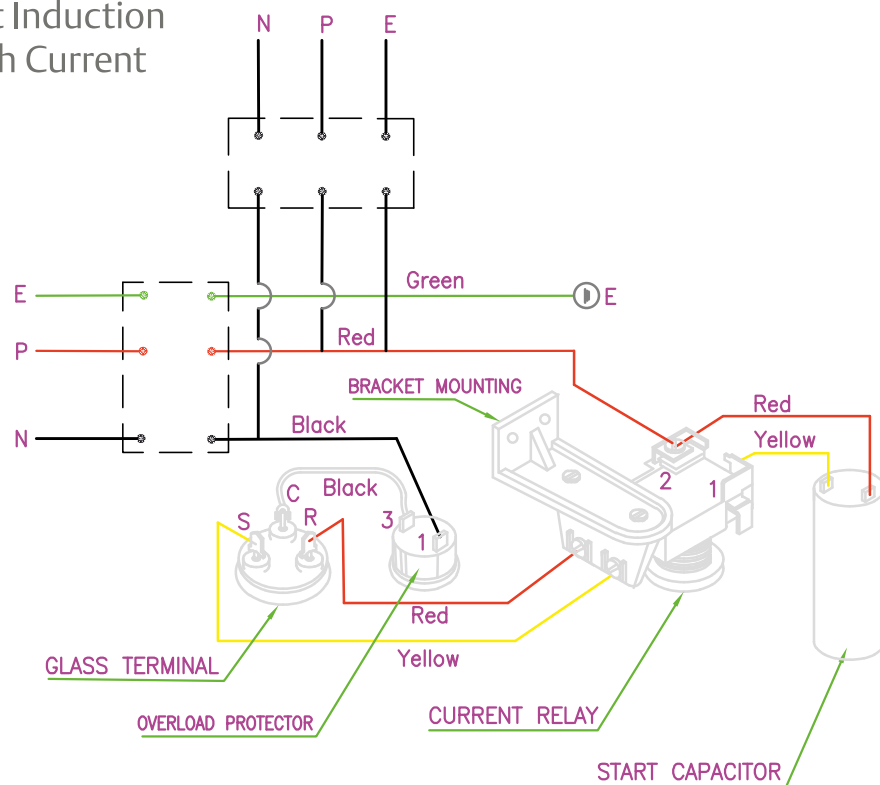 t Induction
h Current
N P E
Green
E
E
Red
P
BRACKET MOUNTING
Red
Black
Yellow
N
2
1
C
Black
S
R
3
1
Red
Yellow
GLASS TERMINAL
OVERLOAD PROTECTOR
CURRENT RELAY
START CAPACITOR